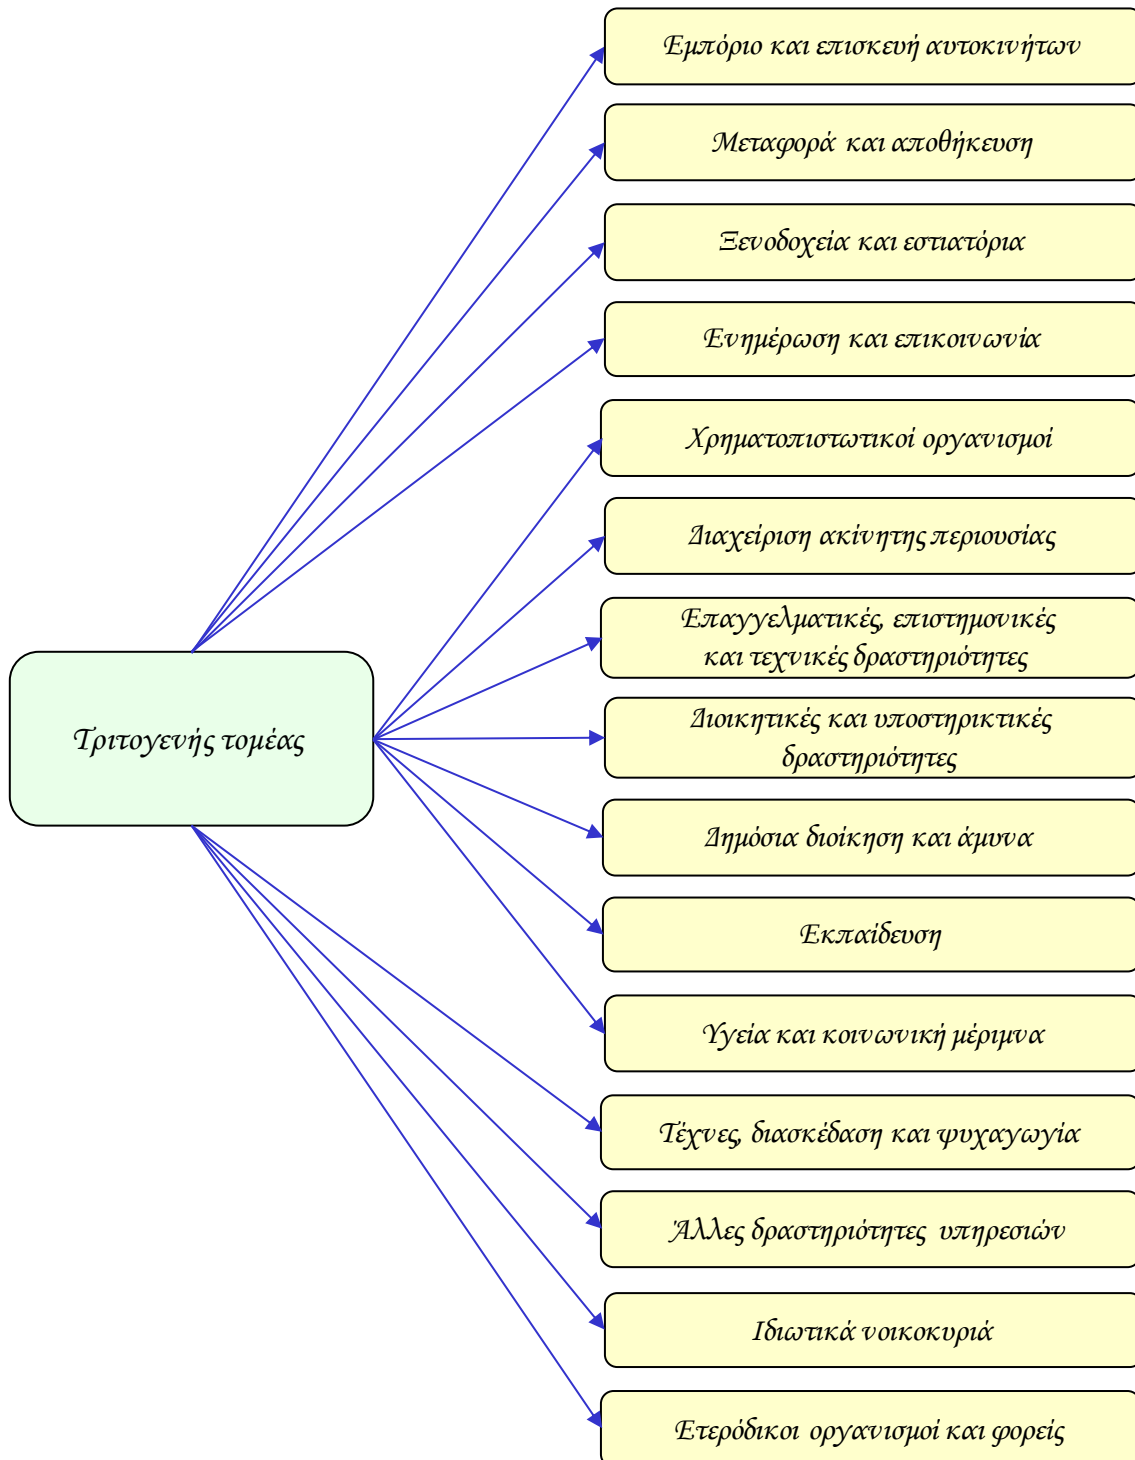 Εμπόριο και επισκευή αυτοκινήτων
Μεταφορά και αποθήκευση
Ξενοδοχεία και εστιατόρια
Ενημέρωση και επικοινωνία
Χρηματοπιστωτικοί οργανισμοί
Διαχείριση ακίνητης περιουσίας
Επαγγελματικές, επιστημονικές
και τεχνικές δραστηριότητες
Τριτογενής τομέας
Διοικητικές και υποστηρικτικές
δραστηριότητες
Δημόσια διοίκηση και άμυνα
Εκπαίδευση
Υγεία και κοινωνική μέριμνα
Τέχνες, διασκέδαση και ψυχαγωγία
Άλλες δραστηριότητες υπηρεσιών
Ιδιωτικά νοικοκυριά
Ετερόδικοι οργανισμοί και φορείς